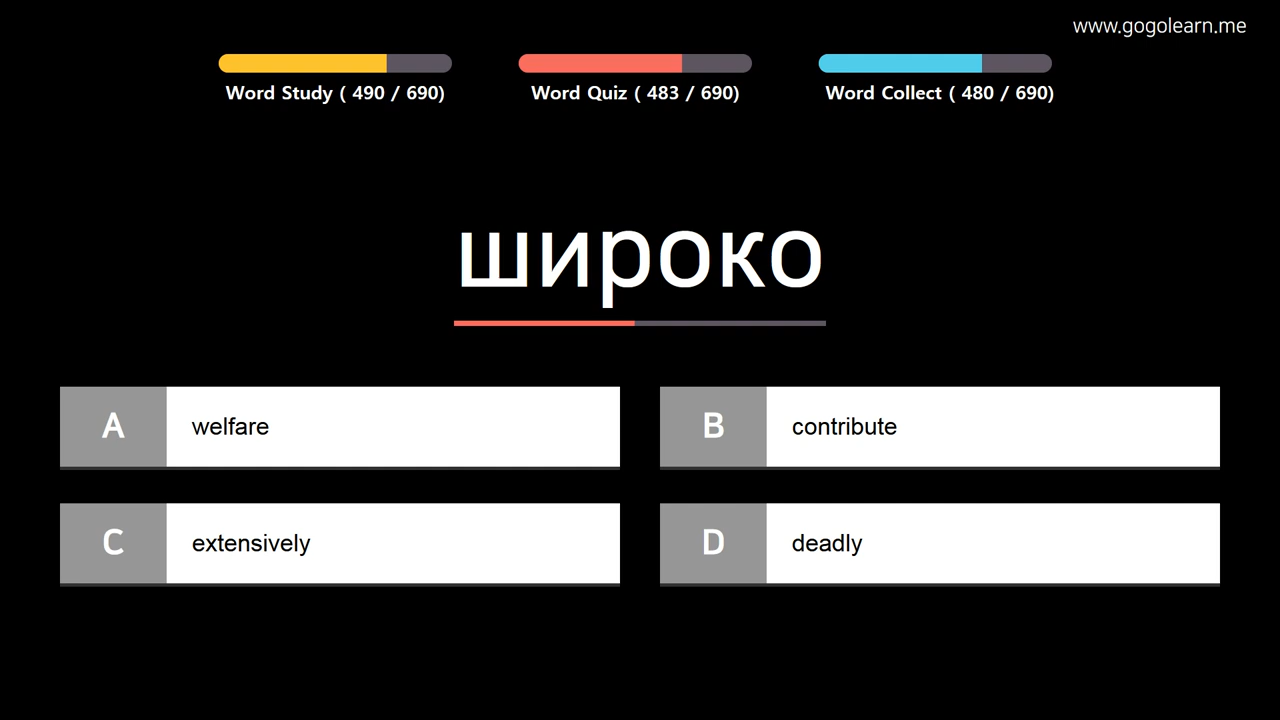 www.gogolearn.me
Word Study ( 490 / 690)
Word Quiz ( 483 / 690)
Word Collect ( 480 / 690)
широко
A welfare
B contribute
C extensively
D deadly